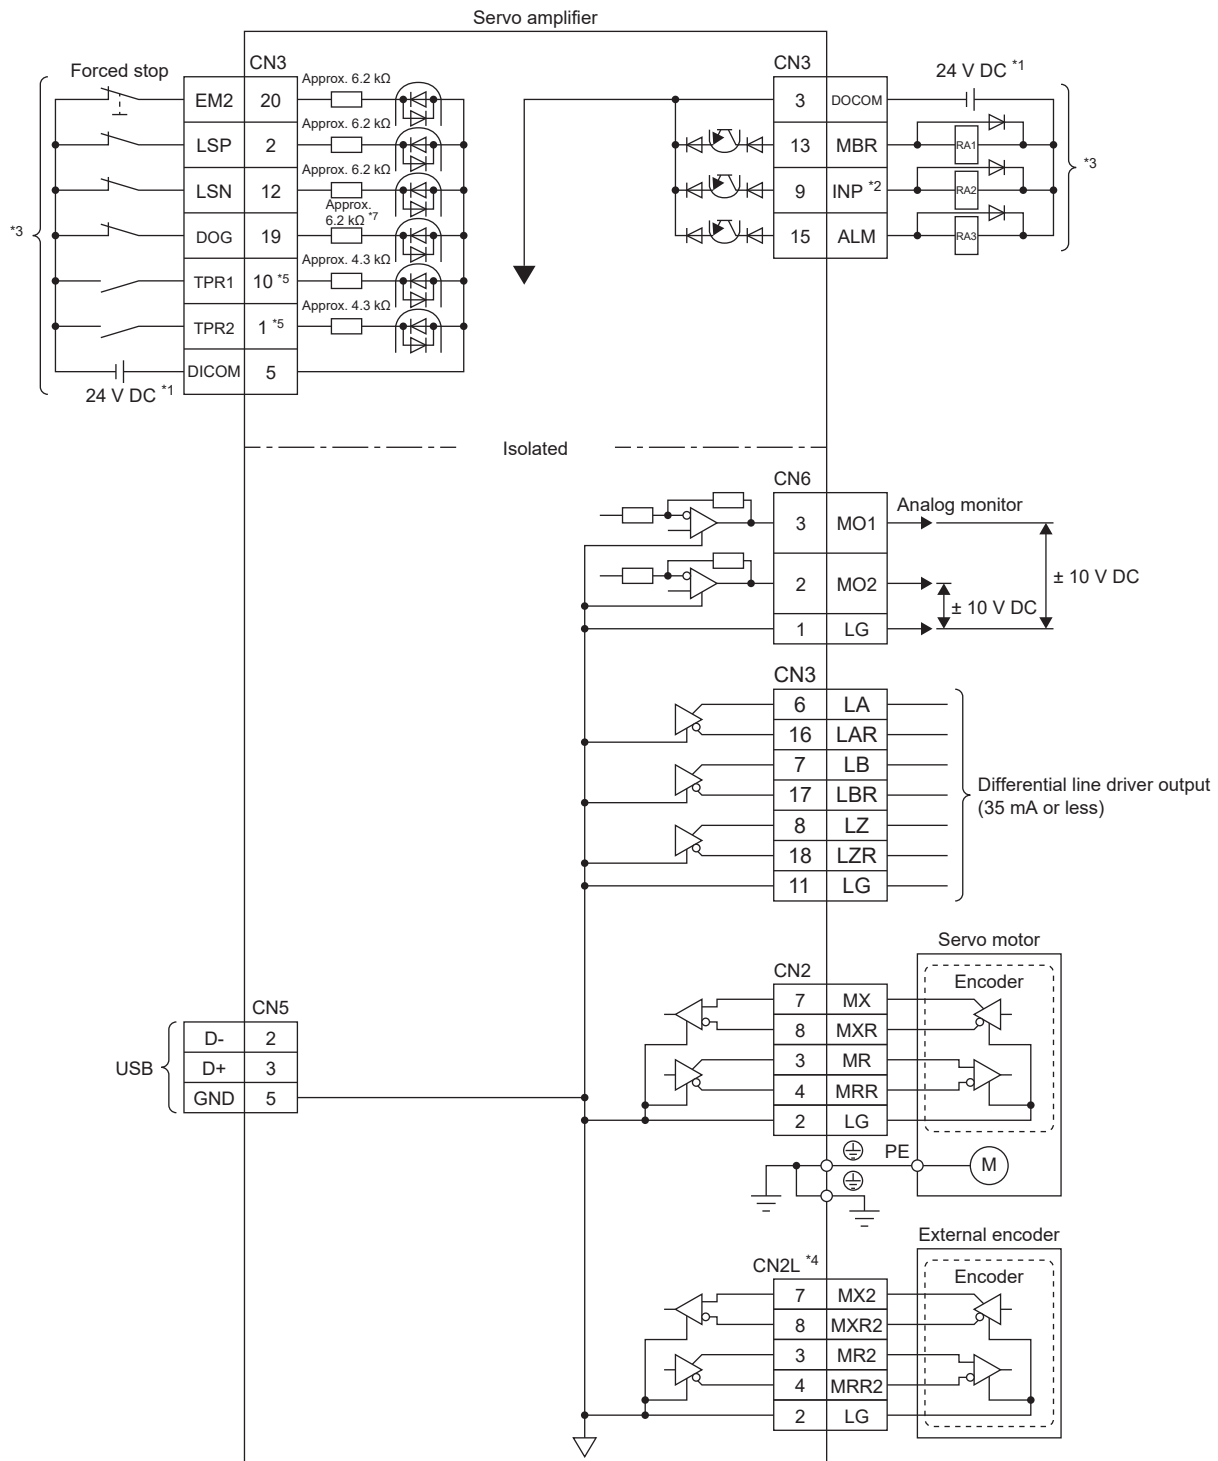 Servo amplifier
Forced stop
CN3
EM2 20 Approx. 6.2 kΩ
LSP 2 Approx. 6.2 kΩ
LSN 12 Approx. 6.2 kΩ
DOG 19 Approx.
6.2 kΩ *7
TPR1 10 *5 Approx. 4.3 kΩ
TPR2 1 *5 Approx. 4.3 kΩ
DICOM 5
24 V DC *1
*3
CN3
24 V DC *1
3 DOCOM
13 MBR RA1
9 INP *2 RA2
15 ALM RA3
*3
Isolated
CN6
Analog monitor
3 MO1
2 MO2
1 LG
± 10 V DC
± 10 V DC
CN3
6 LA
16 LAR
7 LB
17 LBR
8 LZ
18 LZR
11 LG
Differential line driver output
(35 mA or less)
CN5
USB
D- 2
D+ 3
GND 5
Servo motor
Encoder
CN2
7 MX
8 MXR
3 MR
4 MRR
2 LG
PE
M
External encoder
Encoder
CN2L *4
7 MX2
8 MXR2
3 MR2
4 MRR2
2 LG